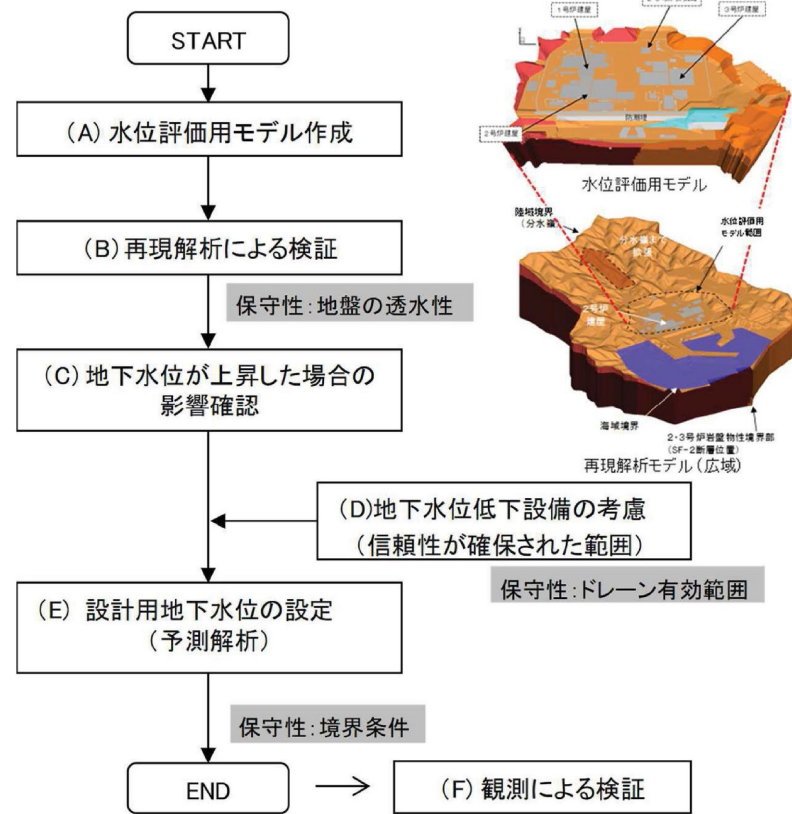 START
(A) 水位評価用モデル作成
(B) 再現解析による検証
保守性:地盤の透水性
(C) 地下水位が上昇した場合の
影響確認
(D)地下水位低下設備の考慮
(信頼性が確保された範囲)
保守性:ドレーン有効範囲
(E) 設計用地下水位の設定
(予測解析)
保守性:境界条件
END
(F) 観測による検証
1号炉建屋
3号炉建屋
防潮堤
2号炉建屋
水位評価用モデル
陸域境界
(分水嶺)
水位評価用
モデル範囲
分水嶺まで
拡張
2号炉
建屋
海域境界
2・3号炉岩盤物性境界部
(SF-2断層位置)
再現解析モデル(広域)